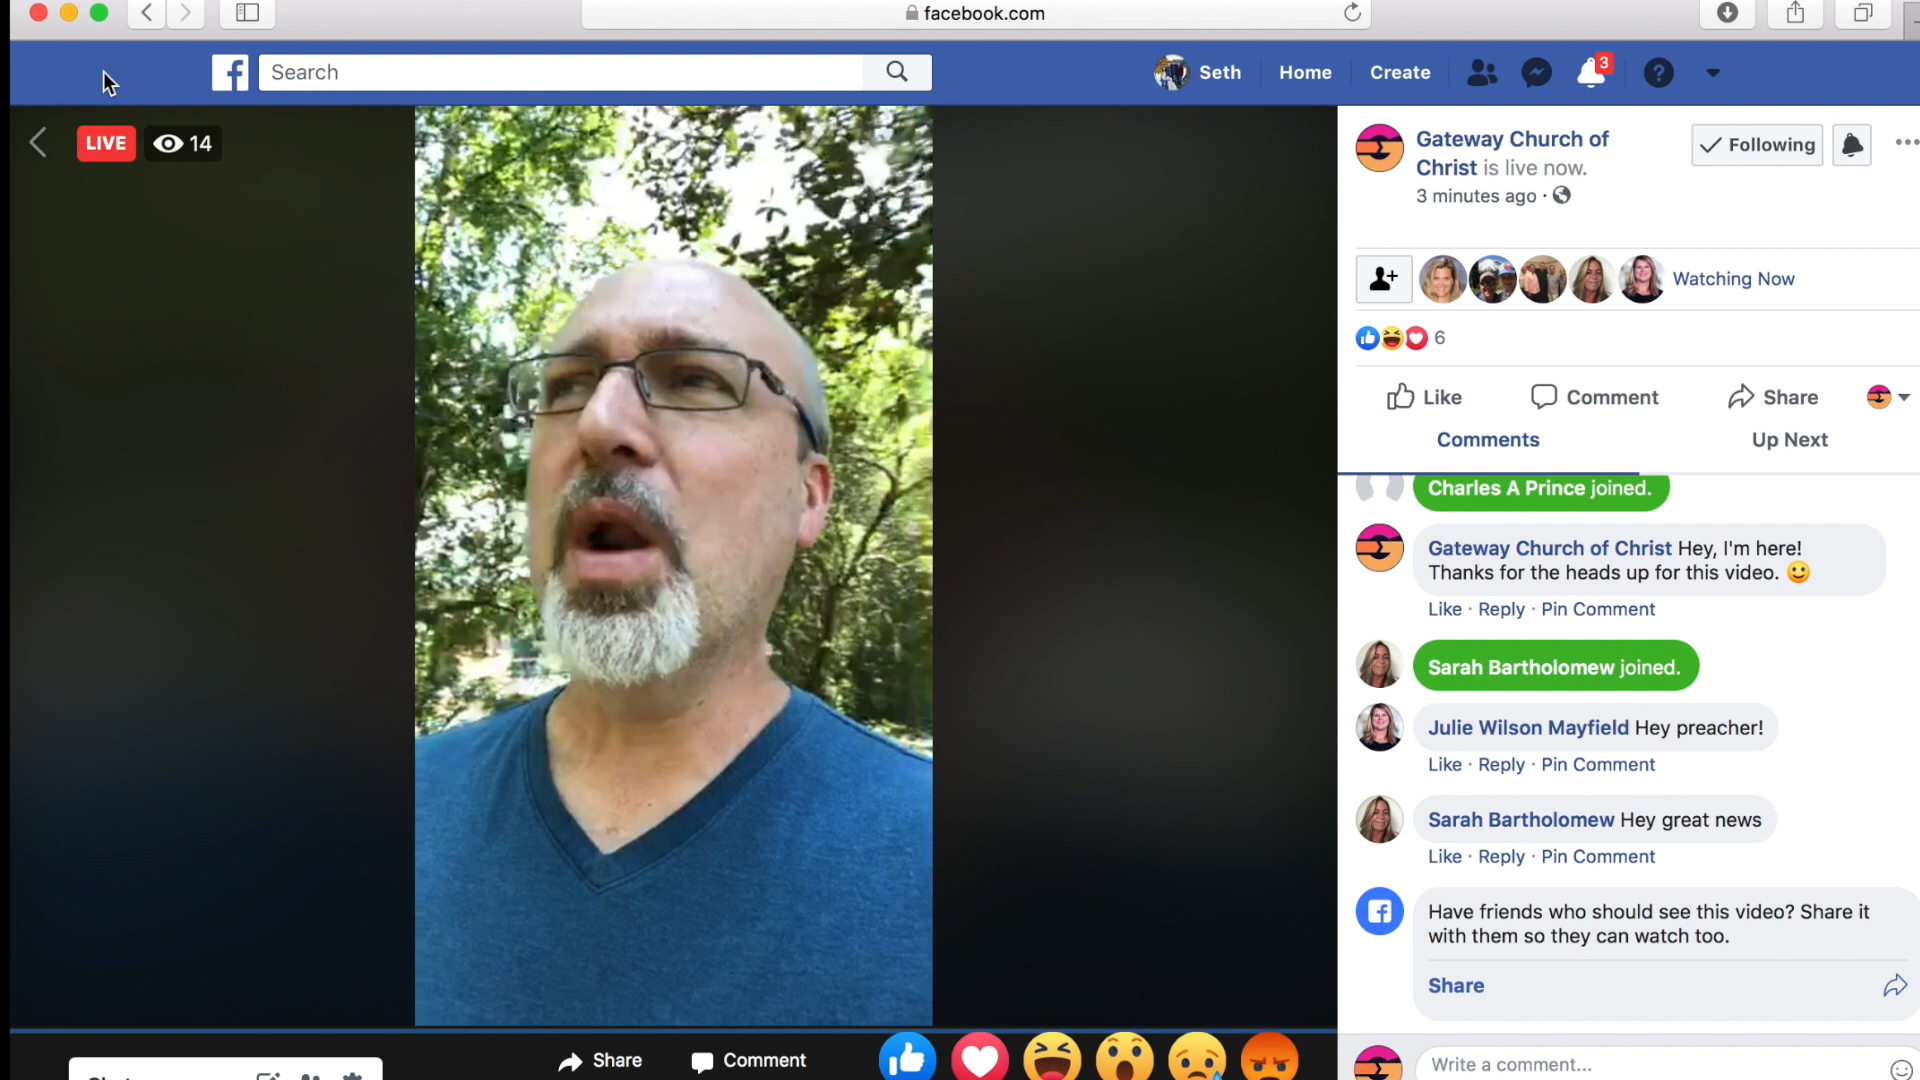 facebook.com
Search
Seth
Home
Create
3
LIVE
14
Gateway Church of
Christ is live now.
3 minutes ago ·
Following
Watching Now
6
Like
Comment
Share
Comments
Up Next
Charles A Prince joined.
Gateway Church of Christ Hey, I'm here!
Thanks for the heads up for this video.
Like · Reply · Pin Comment
Sarah Bartholomew joined.
Julie Wilson Mayfield Hey preacher!
Like · Reply · Pin Comment
Sarah Bartholomew Hey great news
Like · Reply · Pin Comment
Have friends who should see this video? Share it
with them so they can watch too.
Share
Share
Comment
Write a comment...